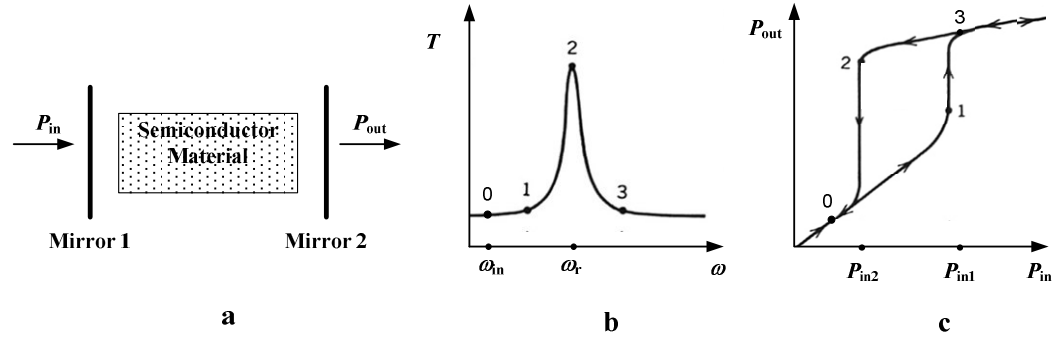 P_in
Semiconductor
Material
P_out
Mirror 1
Mirror 2
a
T
2
0
1
3
ω_in
ω_r
ω
b
P_out
3
2
1
0
P_in2
P_in1
P_in
c